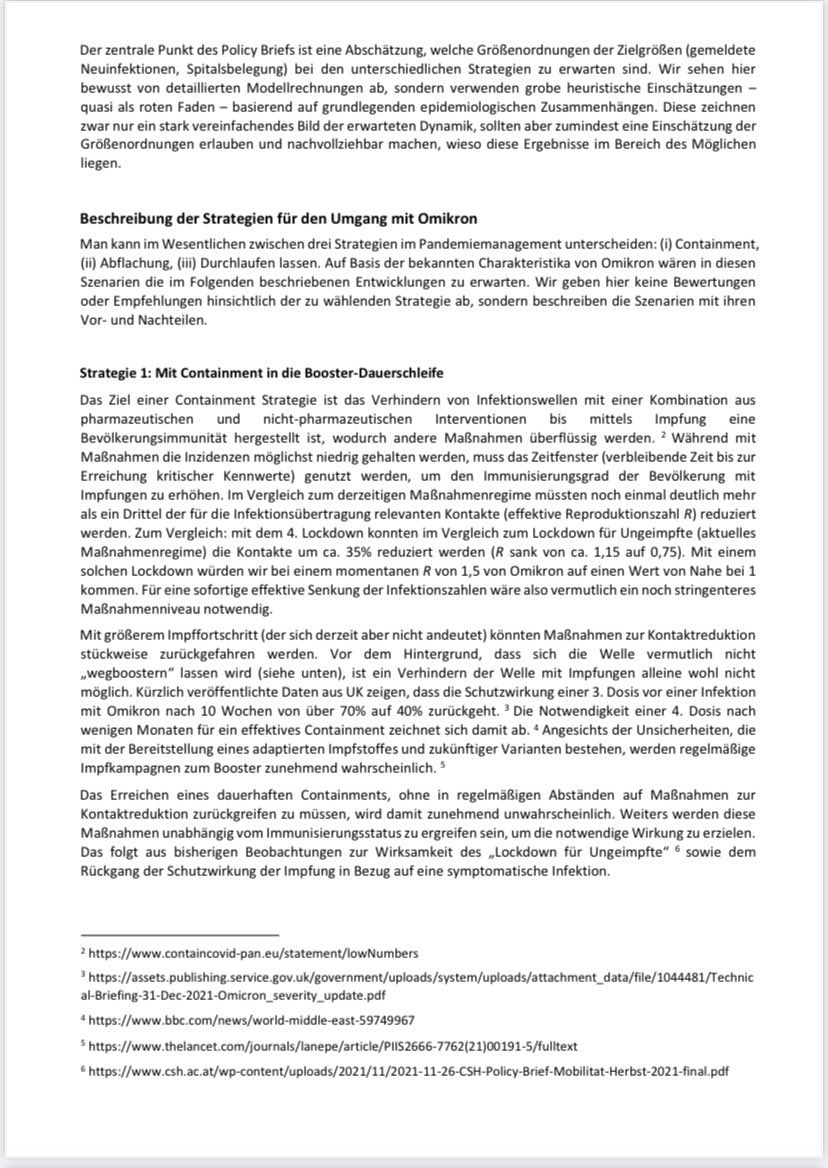 Der zentrale Punkt des Policy Briefs ist eine Abschätzung, welche Größenordnungen der Zielgrößen (gemeldete
Neuinfektionen, Spitalsbelegung) bei den unterschiedlichen Strategien zu erwarten sind. Wir sehen hier
bewusst von detaillierten Modellrechnungen ab, sondern verwenden grobe heuristische Einschätzungen –
quasi als roten Faden – basierend auf grundlegenden epidemiologischen Zusammenhängen. Diese zeichnen
zwar nur ein stark vereinfachendes Bild der erwarteten Dynamik, sollten aber zumindest eine Einschätzung der
Größenordnungen erlauben und nachvollziehbar machen, wieso diese Ergebnisse im Bereich des Möglichen
liegen.
Beschreibung der Strategien für den Umgang mit Omikron
Man kann im Wesentlichen zwischen drei Strategien im Pandemiemanagement unterscheiden: (i) Containment,
(ii) Abflachung, (iii) Durchlaufen lassen. Auf Basis der bekannten Charakteristika von Omikron wären in diesen
Szenarien die im Folgenden beschriebenen Entwicklungen zu erwarten. Wir geben hier keine Bewertungen
oder Empfehlungen hinsichtlich der zu wählenden Strategie ab, sondern beschreiben die Szenarien mit ihren
Vor- und Nachteilen.
Strategie 1: Mit Containment in die Booster-Dauerschleife
Das Ziel einer Containment Strategie ist das Verhindern von Infektionswellen mit einer Kombination aus
pharmazeutischen und nicht-pharmazeutischen Interventionen bis mittels Impfung eine
Bevölkerungsimmunität hergestellt ist, wodurch andere Maßnahmen überflüssig werden. ² Während mit
Maßnahmen die Inzidenzen möglichst niedrig gehalten werden, muss das Zeitfenster (verbleibende Zeit bis zur
Erreichung kritischer Kennwerte) genutzt werden, um den Immunisierungsgrad der Bevölkerung mit
Impfungen zu erhöhen. Im Vergleich zum derzeitigen Maßnahmenregime müssten noch einmal deutlich mehr
als ein Drittel der für die Infektionsübertragung relevanten Kontakte (effektive Reproduktionszahl R) reduziert
werden. Zum Vergleich: mit dem 4. Lockdown konnten im Vergleich zum Lockdown für Ungeimpfte (aktuelles
Maßnahmenregime) die Kontakte um ca. 35% reduziert werden (R sank von ca. 1,15 auf 0,75). Mit einem
solchen Lockdown würden wir bei einem momentanen R von 1,5 von Omikron auf einen Wert von Nahe bei 1
kommen. Für eine sofortige effektive Senkung der Infektionszahlen wäre also vermutlich ein noch stringenteres
Maßnahmenniveau notwendig.
Mit größerem Impffortschritt (der sich derzeit aber nicht andeutet) könnten Maßnahmen zur Kontaktreduktion
stückweise zurückgefahren werden. Vor dem Hintergrund, dass sich die Welle vermutlich nicht
„wegboostern“ lassen wird (siehe unten), ist ein Verhindern der Welle mit Impfungen alleine wohl nicht
möglich. Kürzlich veröffentlichte Daten aus UK zeigen, dass die Schutzwirkung einer 3. Dosis vor einer Infektion
mit Omikron nach 10 Wochen von über 70% auf 40% zurückgeht. ³ Die Notwendigkeit einer 4. Dosis nach
wenigen Monaten für ein effektives Containment zeichnet sich damit ab. ⁴ Angesichts der Unsicherheiten, die
mit der Bereitstellung eines adaptierten Impfstoffes und zukünftiger Varianten bestehen, werden regelmäßige
Impfkampagnen zum Booster zunehmend wahrscheinlich. ⁵
Das Erreichen eines dauerhaften Containments, ohne in regelmäßigen Abständen auf Maßnahmen zur
Kontaktreduktion zurückgreifen zu müssen, wird damit zunehmend unwahrscheinlich. Weiters werden diese
Maßnahmen unabhängig vom Immunisierungsstatus zu ergreifen sein, um die notwendige Wirkung zu erzielen.
Das folgt aus bisherigen Beobachtungen zur Wirksamkeit des „Lockdown für Ungeimpfte“ ⁶ sowie dem
Rückgang der Schutzwirkung der Impfung in Bezug auf eine symptomatische Infektion.
² https://www.containcovid-pan.eu/statement/lowNumbers
³ https://assets.publishing.service.gov.uk/government/uploads/system/uploads/attachment_data/file/1044481/Technic
al-Briefing-31-Dec-2021-Omicron_severity_update.pdf
⁴ https://www.bbc.com/news/world-middle-east-59749967
⁵ https://www.thelancet.com/journals/lanepe/article/PIIS2666-7762(21)00191-5/fulltext
⁶ https://www.csh.ac.at/wp-content/uploads/2021/11/2021-11-26-CSH-Policy-Brief-Mobilitat-Herbst-2021-final.pdf